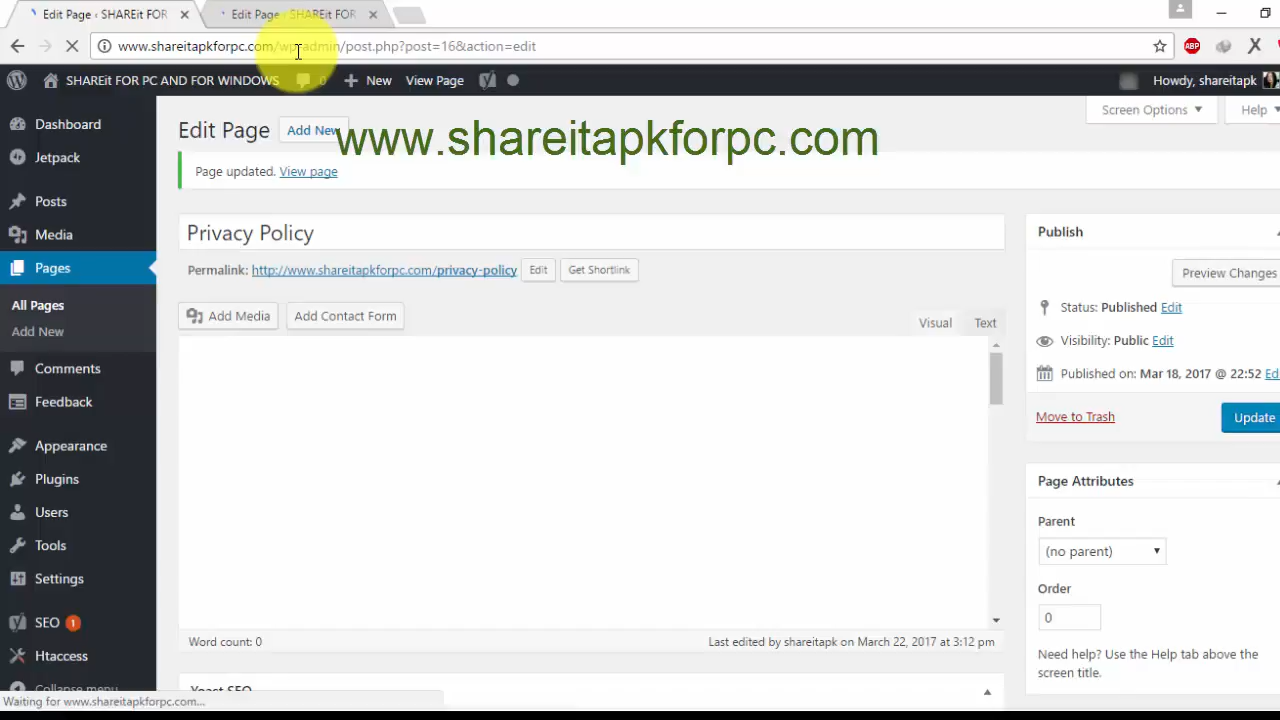 Edit Page ‹ SHAREit FOR
Edit Page ‹ SHAREit FOR
www.shareitapkforpc.com/wp-admin/post.php?post=16&action=edit
ABP
SHAREit FOR PC AND FOR WINDOWS 0 New View Page
Howdy, shareitapk
Screen Options Help
Dashboard
Jetpack
Posts
Media
Pages
All Pages
Add New
Comments
Feedback
Appearance
Plugins
Users
Tools
Settings
SEO 1
Htaccess
Collapse menu
Edit Page Add New
www.shareitapkforpc.com
Page updated. View page
Privacy Policy
Permalink: http://www.shareitapkforpc.com/privacy-policy Edit Get Shortlink
Add Media Add Contact Form
Visual Text
Word count: 0 Last edited by shareitapk on March 22, 2017 at 3:12 pm
Yoast SEO
Publish
Preview Changes
Status: Published Edit
Visibility: Public Edit
Published on: Mar 18, 2017 @ 22:52
Move to Trash Update
Page Attributes
Parent
(no parent)
Order
0
Need help? Use the Help tab above the
screen title.
Waiting for www.shareitapkforpc.com...